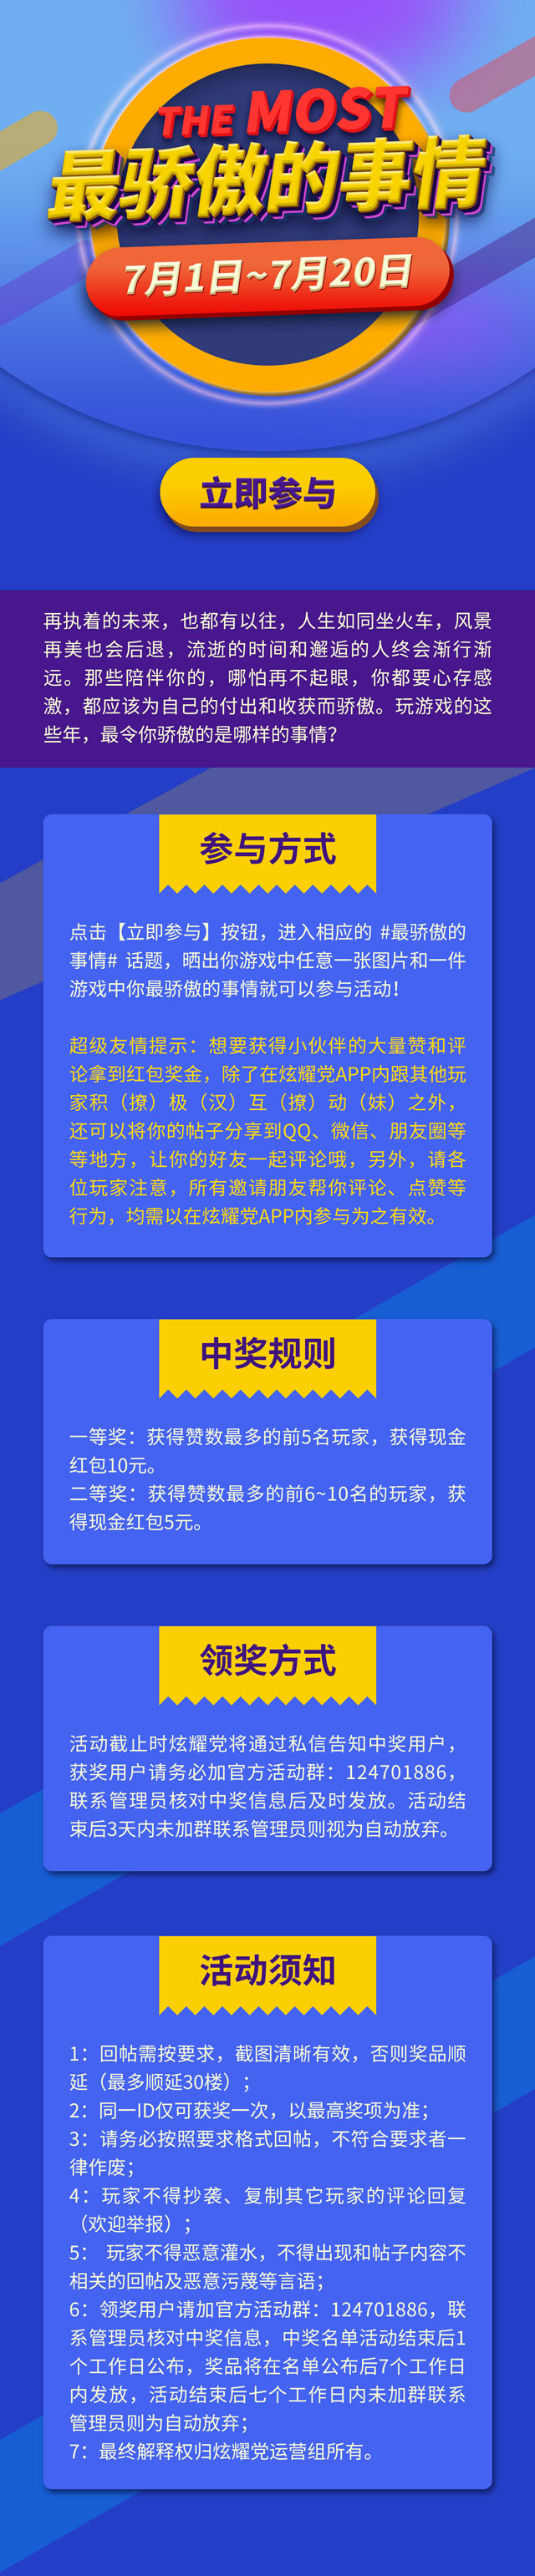 THE MOST
最骄傲的事情
7月1日~7月20日
立即参与
再执着的未来，也都有以往，人生如同坐火车，风景
再美也会后退，流逝的时间和邂逅的人终会渐行渐
远。那些陪伴你的，哪怕再不起眼，你都要心存感
激，都应该为自己的付出和收获而骄傲。玩游戏的这
些年，最令你骄傲的是哪样的事情？
参与方式
点击【立即参与】按钮，进入相应的 #最骄傲的
事情# 话题，晒出你游戏中任意一张图片和一件
游戏中你最骄傲的事情就可以参与活动！
超级友情提示：想要获得小伙伴的大量赞和评
论拿到红包奖金，除了在炫耀党APP内跟其他玩
家积（撩）极（汉）互（撩）动（妹）之外，
还可以将你的帖子分享到QQ、微信、朋友圈等
等地方，让你的好友一起评论哦，另外，请各
位玩家注意，所有邀请朋友帮你评论、点赞等
行为，均需以在炫耀党APP内参与为之有效。
中奖规则
一等奖：获得赞数最多的前5名玩家，获得现金
红包10元。
二等奖：获得赞数最多的前6~10名的玩家，获
得现金红包5元。
领奖方式
活动截止时炫耀党将通过私信告知中奖用户，
获奖用户请务必加官方活动群：124701886，
联系管理员核对中奖信息后及时发放。活动结
束后3天内未加群联系管理员则视为自动放弃。
活动须知
1：回帖需按要求，截图清晰有效，否则奖品顺
延（最多顺延30楼）；
2：同一ID仅可获奖一次，以最高奖项为准；
3：请务必按照要求格式回帖，不符合要求者一
律作废；
4：玩家不得抄袭、复制其它玩家的评论回复
（欢迎举报）；
5： 玩家不得恶意灌水，不得出现和帖子内容不
相关的回帖及恶意污蔑等言语；
6：领奖用户请加官方活动群：124701886，联
系管理员核对中奖信息，中奖名单活动结束后1
个工作日公布，奖品将在名单公布后7个工作日
内发放，活动结束后七个工作日内未加群联系
管理员则为自动放弃；
7：最终解释权归炫耀党运营组所有。